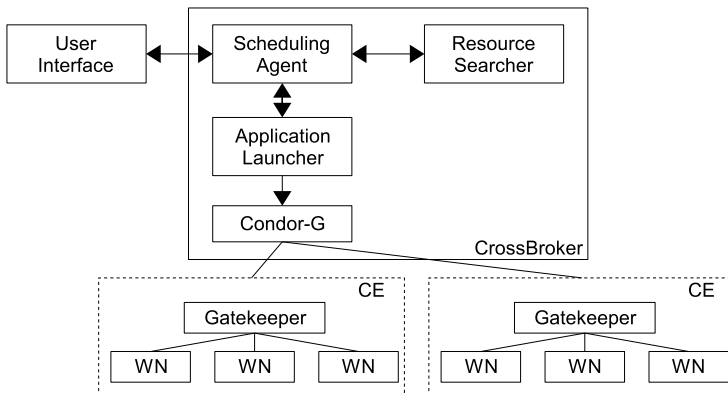 User
Interface
Scheduling
Agent
Resource
Searcher
Application
Launcher
Condor-G
CrossBroker
CE
Gatekeeper
WN
WN
WN
CE
Gatekeeper
WN
WN
WN